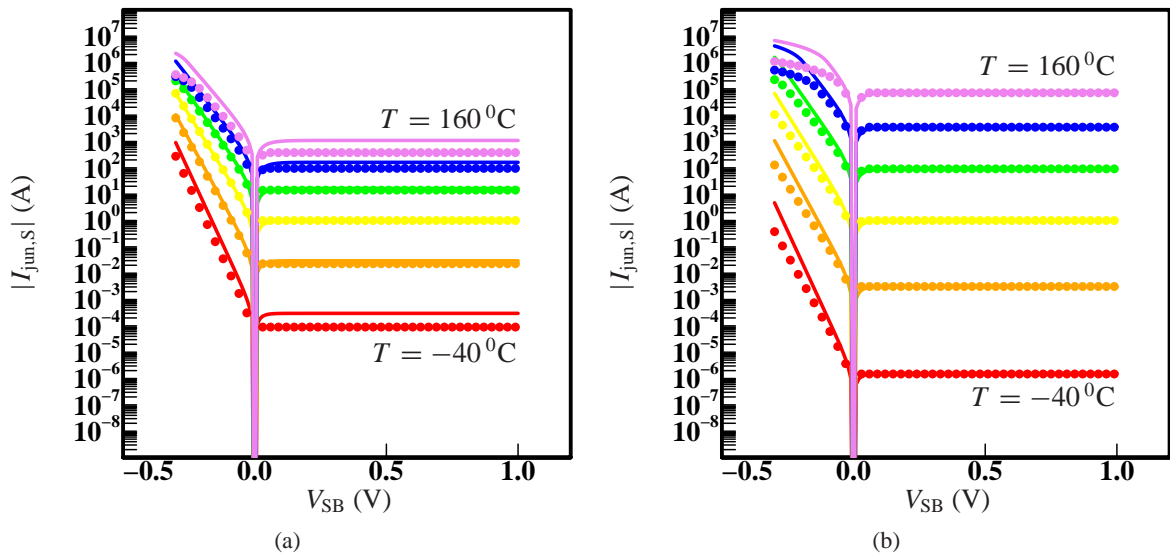 10^7
10^6
10^5
10^4
10^3
10^2
10^1
10^0
10^-1
10^-2
10^-3
10^-4
10^-5
10^-6
10^-7
10^-8
|I_jun,S| (A)
T = 160 ^0C
T = −40 ^0C
−0.5 0.0 0.5 1.0
V_SB (V)
(a)
10^7
10^6
10^5
10^4
10^3
10^2
10^1
10^0
10^-1
10^-2
10^-3
10^-4
10^-5
10^-6
10^-7
10^-8
|I_jun,S| (A)
T = 160 ^0C
T = −40 ^0C
−0.5 0.0 0.5 1.0
V_SB (V)
(b)